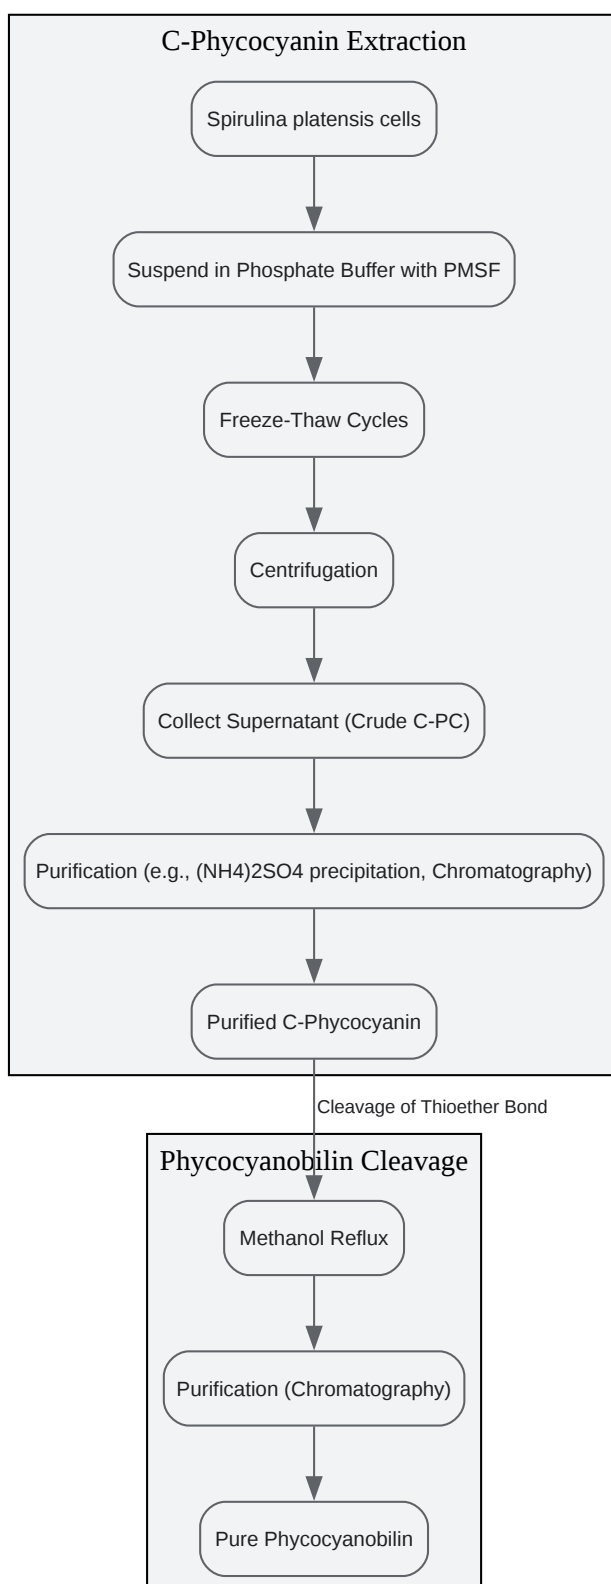 C-Phycocyanin Extraction
Spirulina platensis cells
Suspend in Phosphate Buffer with PMSF
Freeze-Thaw Cycles
Centrifugation
Collect Supernatant (Crude C-PC)
Purification (e.g., (NH4)2SO4 precipitation, Chromatography)
Purified C-Phycocyanin
Cleavage of Thioether Bond
Phycocyanobilin Cleavage
Methanol Reflux
Purification (Chromatography)
Pure Phycocyanobilin